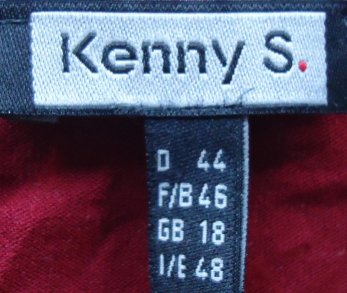 Kenny S.
D 44
F/B 46
GB 18
I/E 48